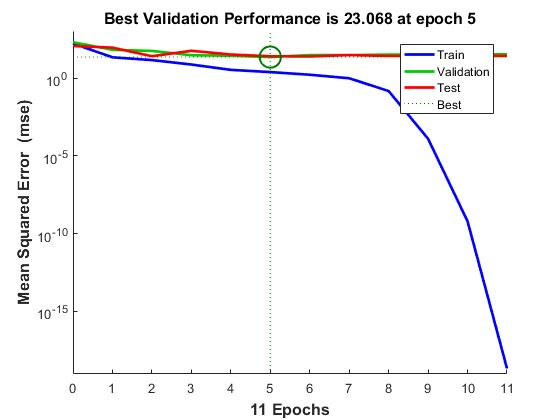 Best Validation Performance is 23.068 at epoch 5
Mean Squared Error (mse)
10^0
10^-5
10^-10
10^-15
Train
Validation
Test
Best
0 1 2 3 4 5 6 7 8 9 10 11
11 Epochs